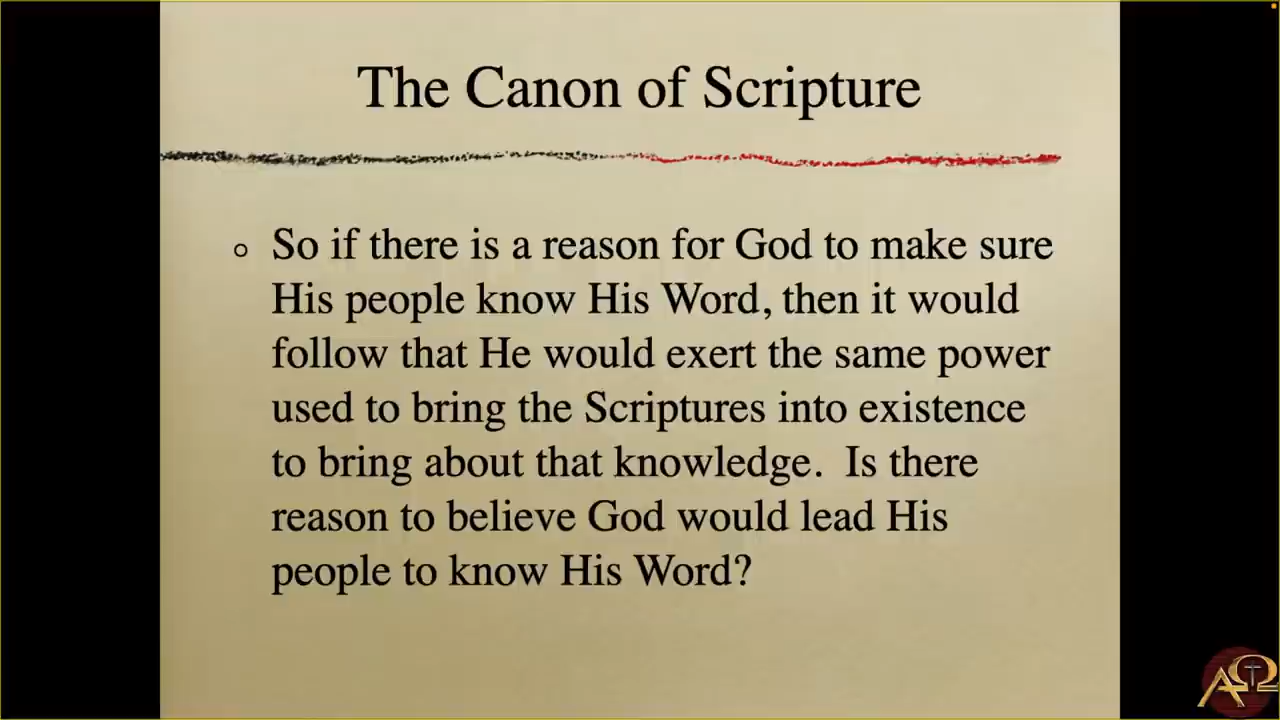 The Canon of Scripture
So if there is a reason for God to make sure
His people know His Word, then it would
follow that He would exert the same power
used to bring the Scriptures into existence
to bring about that knowledge.  Is there
reason to believe God would lead His
people to know His Word?
ΑΩ